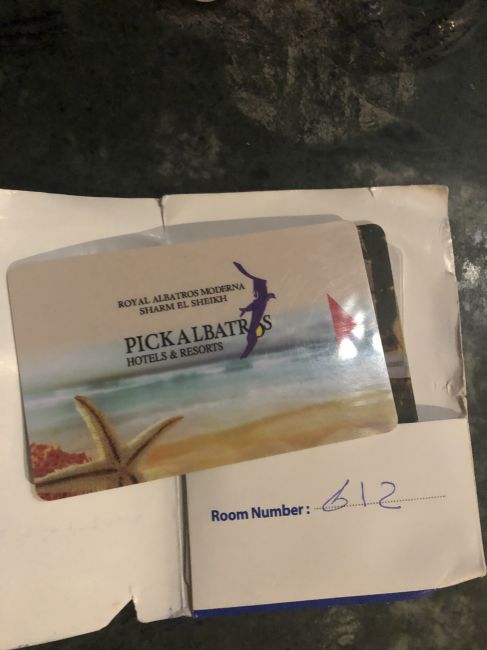 ROYAL ALBATROS MODERNA
SHARM EL SHEIKH
PICKALBATROS
HOTELS & RESORTS
Room Number : 612